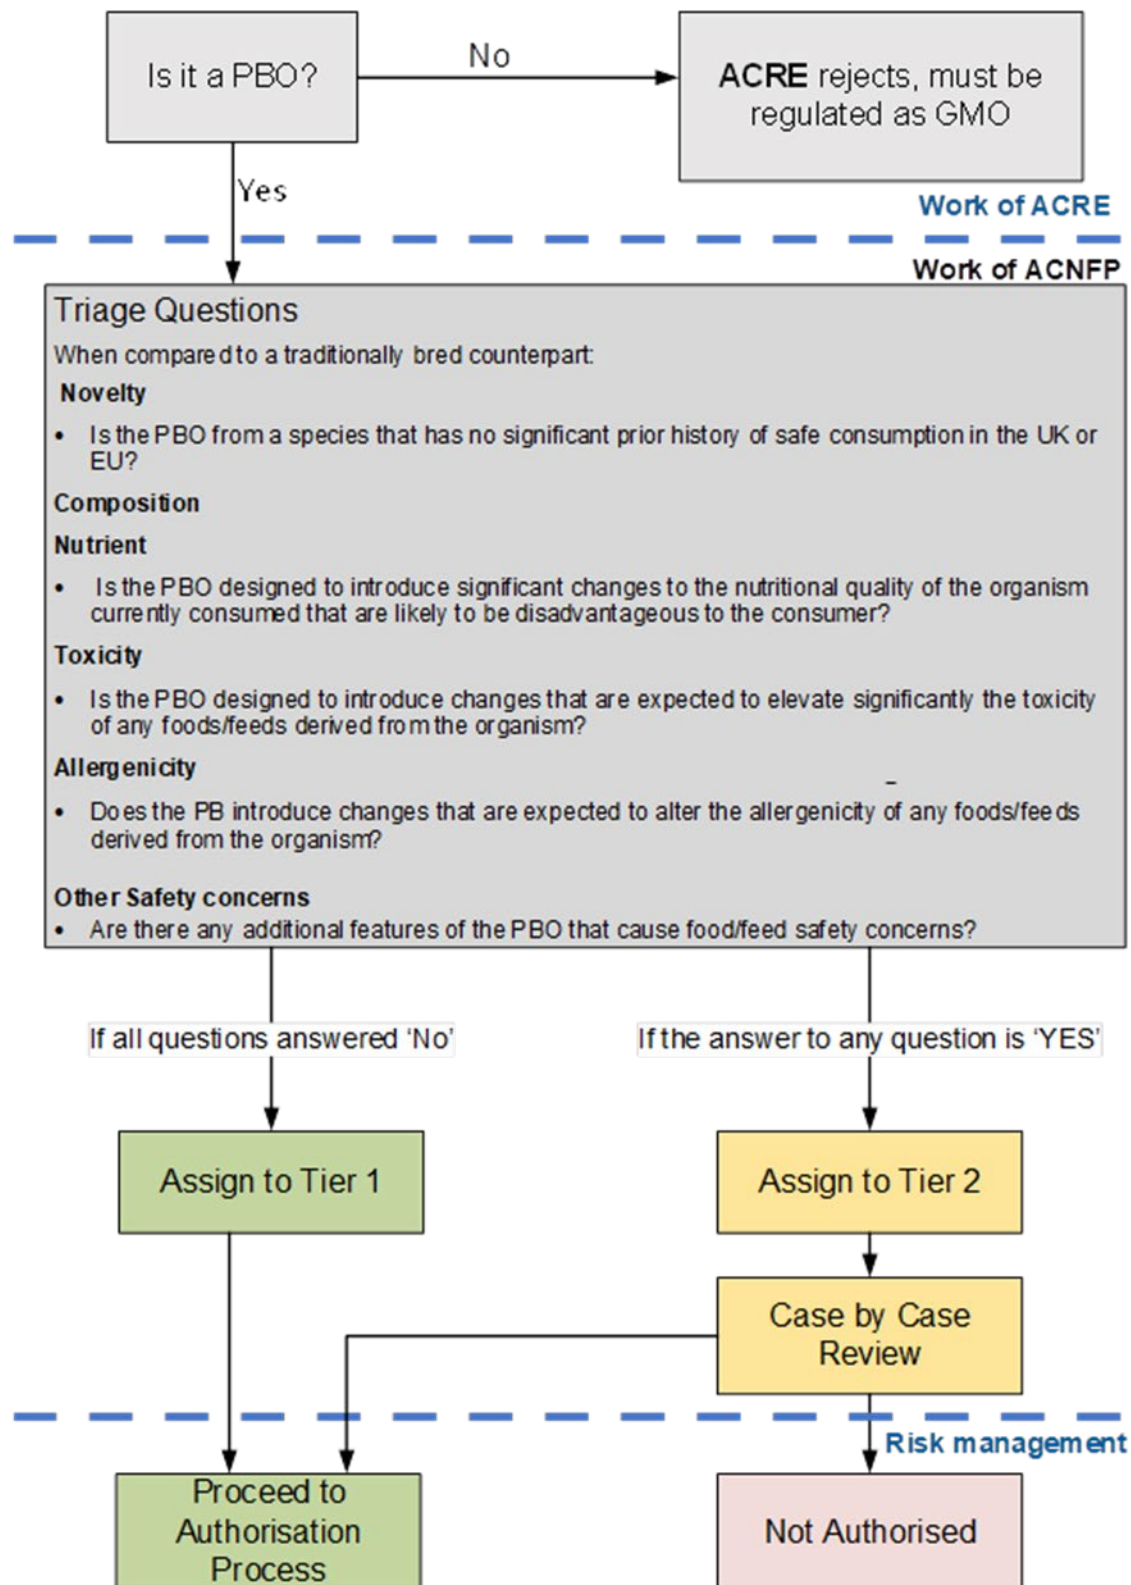 Is it a PBO?
No
ACRE rejects, must be
regulated as GMO
Yes
Work of ACRE
Work of ACNFP
Triage Questions
When compared to a traditionally bred counterpart:
Novelty
• Is the PBO from a species that has no significant prior history of safe consumption in the UK or
EU?
Composition
Nutrient
• Is the PBO designed to introduce significant changes to the nutritional quality of the organism
currently consumed that are likely to be disadvantageous to the consumer?
Toxicity
• Is the PBO designed to introduce changes that are expected to elevate significantly the toxicity
of any foods/feeds derived from the organism?
Allergenicity
• Does the PB introduce changes that are expected to alter the allergenicity of any foods/feeds
derived from the organism?
Other Safety concerns
• Are there any additional features of the PBO that cause food/feed safety concerns?
If all questions answered ‘No’
If the answer to any question is ‘YES’
Assign to Tier 1
Assign to Tier 2
Case by Case
Review
Risk management
Proceed to
Authorisation
Process
Not Authorised